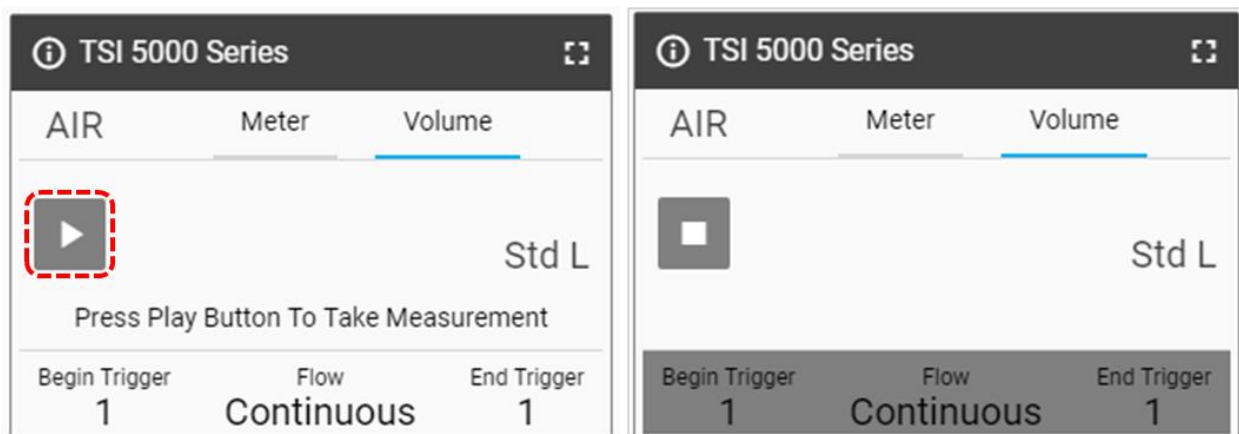 TSI 5000 Series
AIR Meter Volume
Std L
Press Play Button To Take Measurement
Begin Trigger Flow End Trigger
1 Continuous 1
TSI 5000 Series
AIR Meter Volume
Std L
Begin Trigger Flow End Trigger
1 Continuous 1